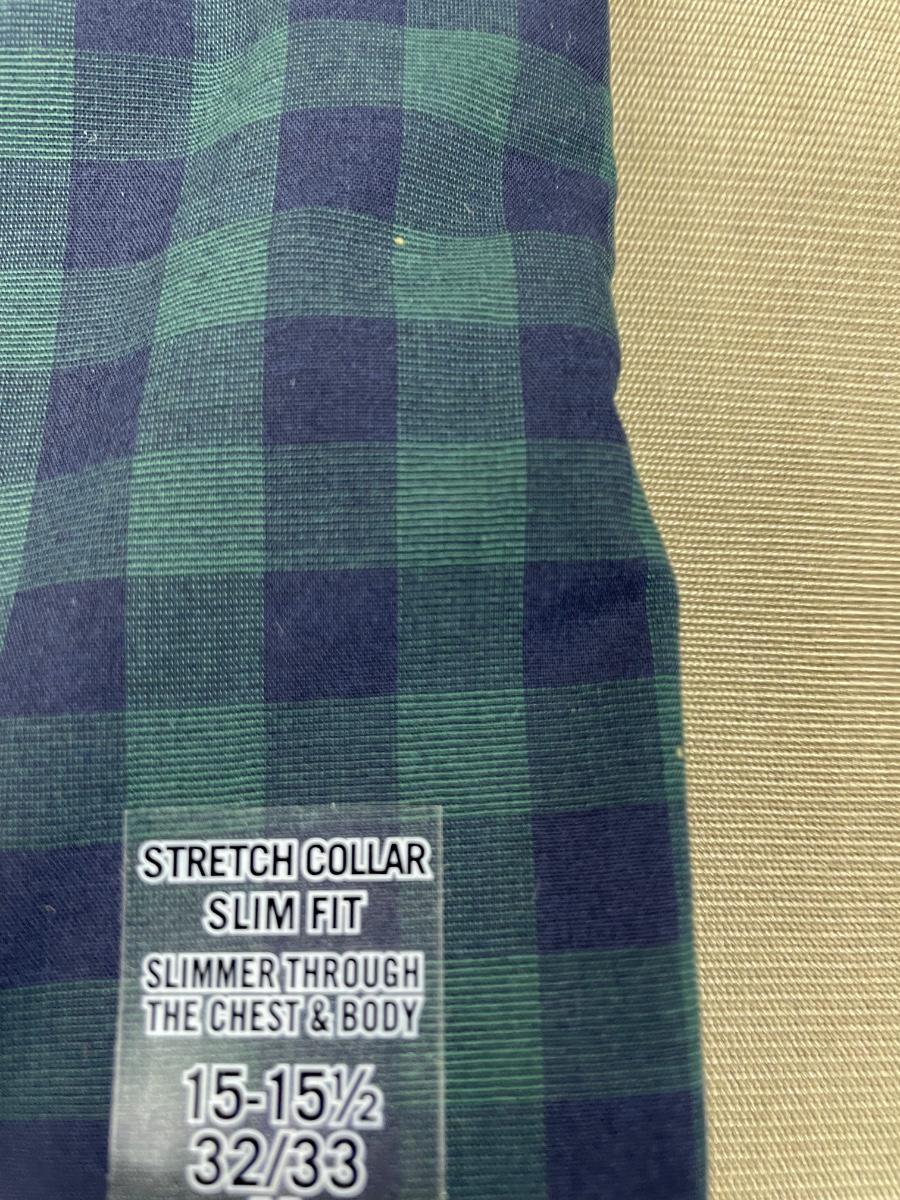 STRETCH COLLAR
SLIM FIT
SLIMMER THROUGH
THE CHEST & BODY
15-15½
32/33